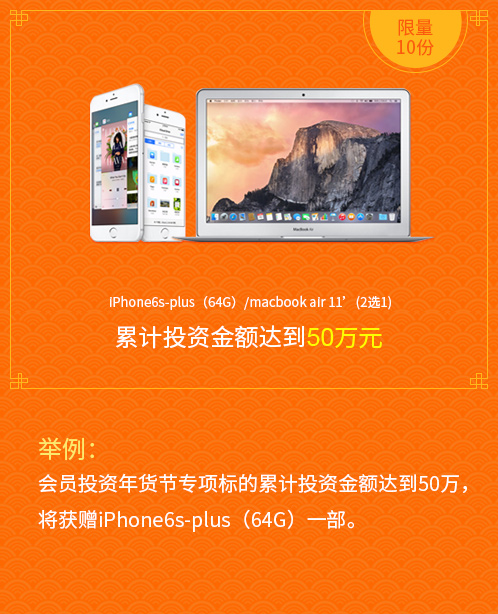 限量
10份
MacBook Air
iPhone6s-plus（64G）/macbook air 11’(2选1)
累计投资金额达到50万元
举例：
会员投资年货节专项标的累计投资金额达到50万，
将获赠iPhone6s-plus（64G）一部。